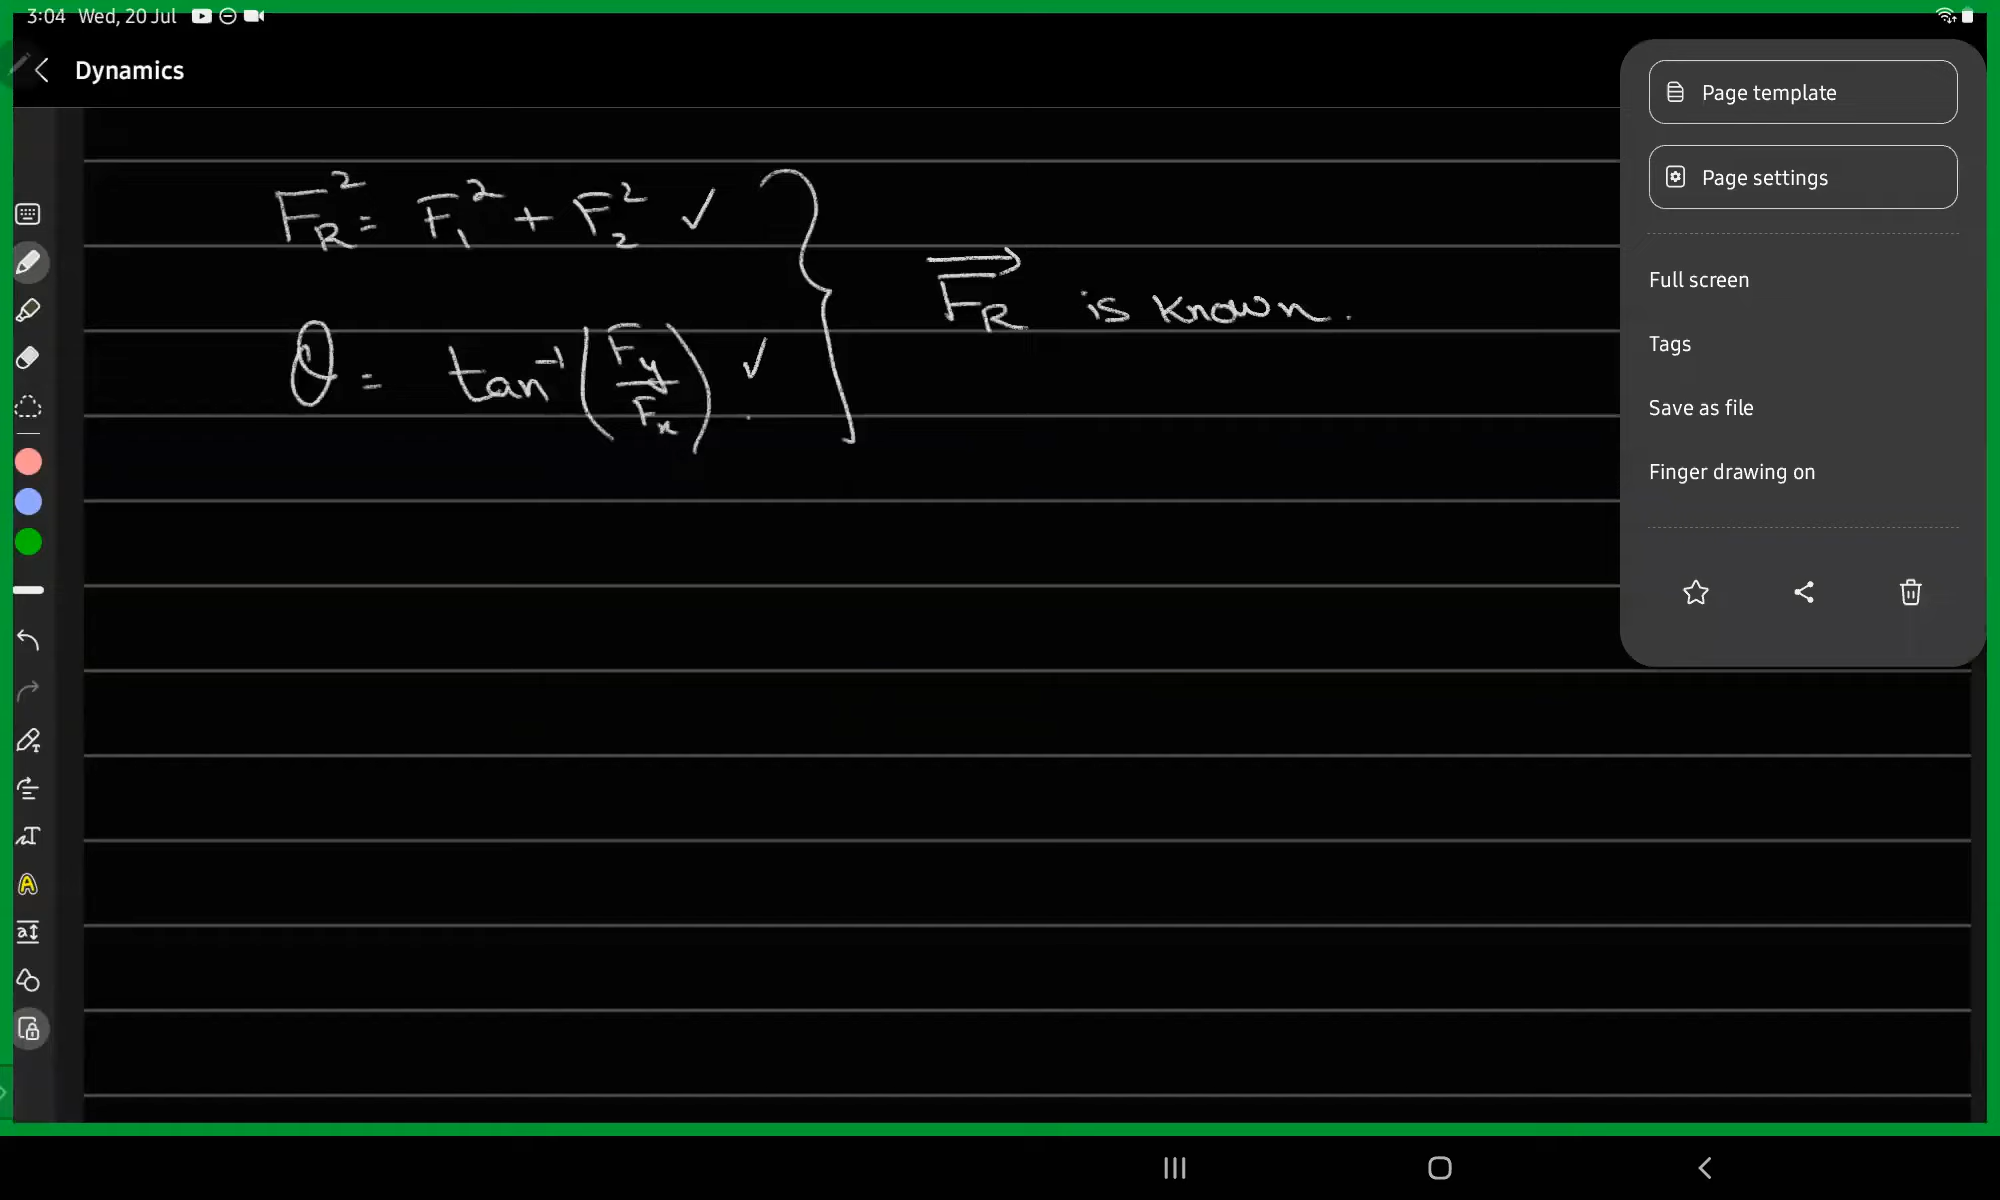 3:04 Wed, 20 Jul
Dynamics
Page template
Page settings
Full screen
Tags
Save as file
Finger drawing on
F_R² = F₁² + F₂² ✓
θ = tan⁻¹(F_y/F_x) ✓ .
F_R is known.